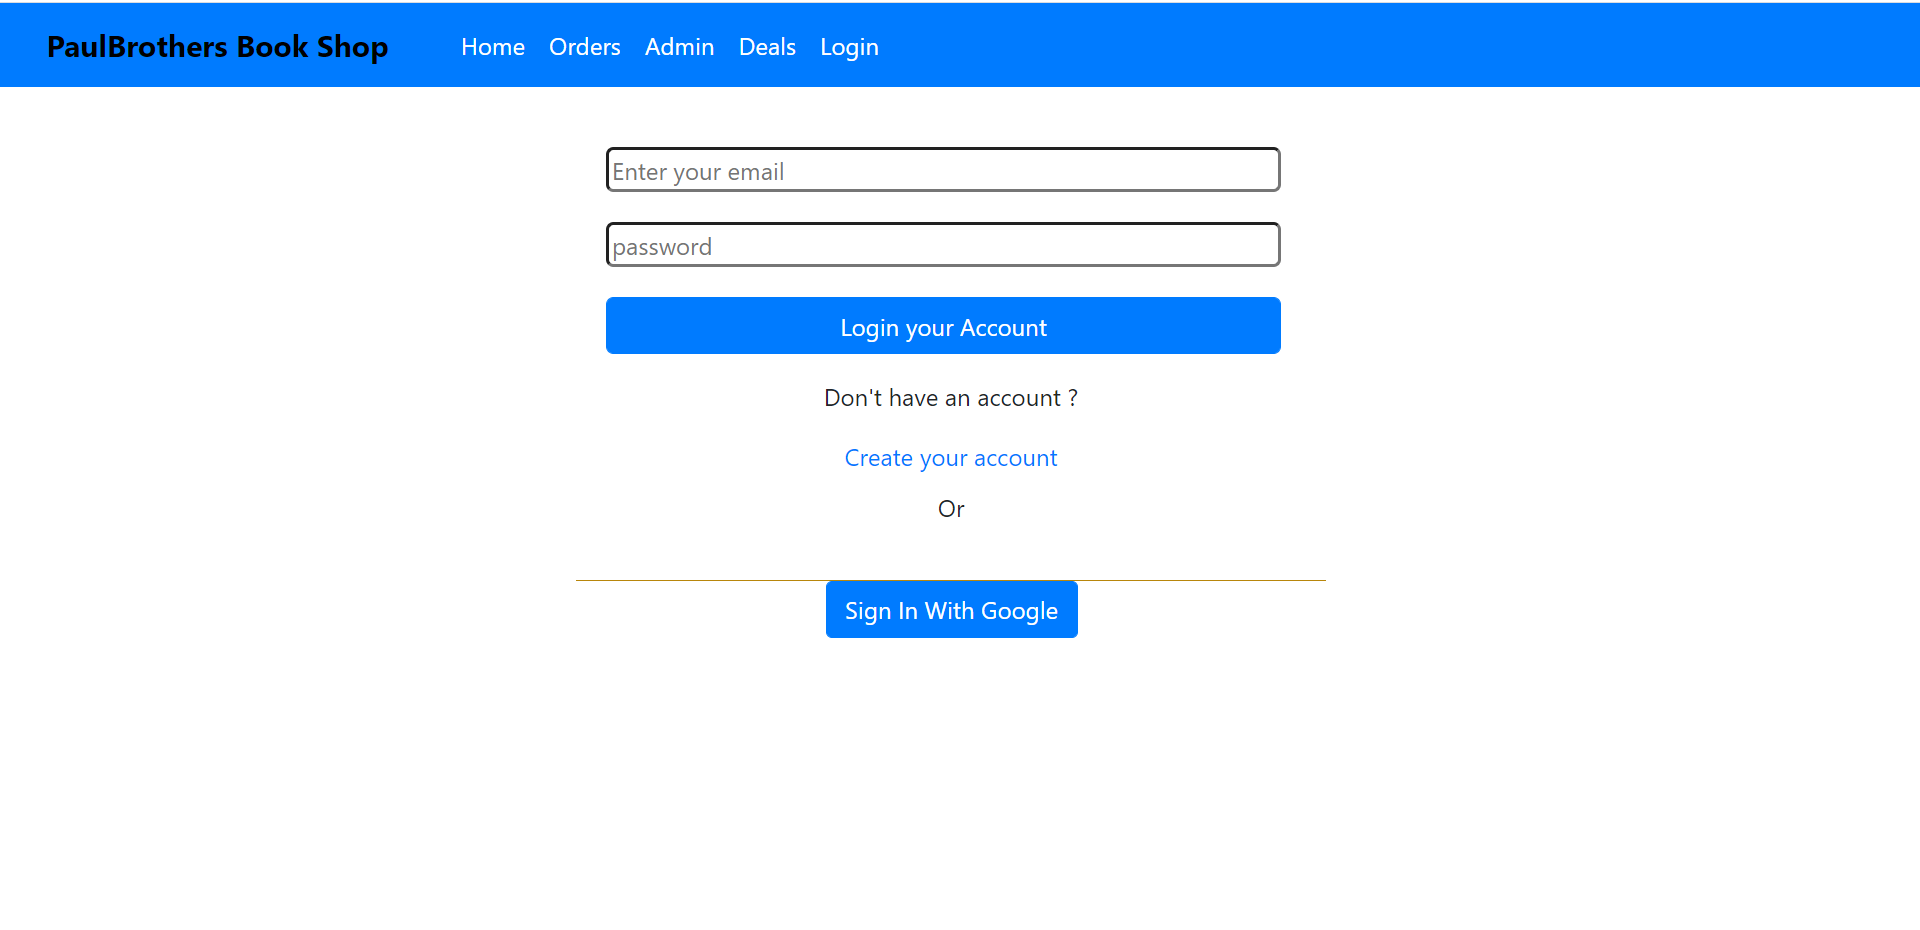 PaulBrothers Book Shop Home Orders Admin Deals Login
Enter your email
password
Login your Account
Don't have an account ?
Create your account
Or
Sign In With Google